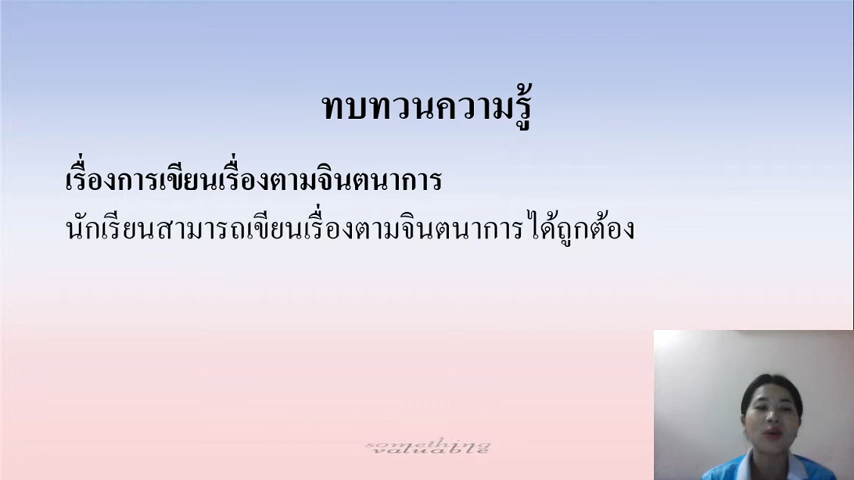 ทบทวนความรู้
เรื่องการเขียนเรื่องตามจินตนาการ
นักเรียนสามารถเขียนเรื่องตามจินตนาการได้ถูกต้อง
something
valuable